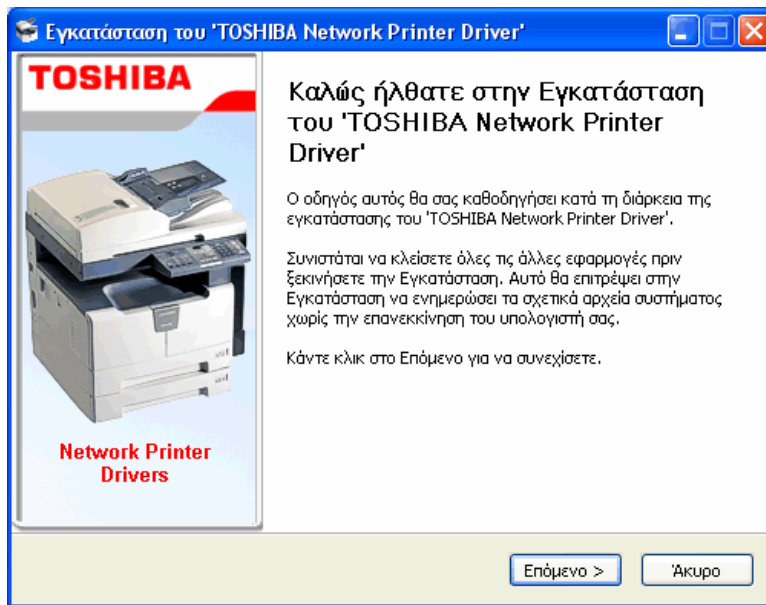 Εγκατάσταση του 'TOSHIBA Network Printer Driver'
TOSHIBA
Network Printer
Drivers
Καλώς ήλθατε στην Εγκατάσταση
του 'TOSHIBA Network Printer
Driver'
Ο οδηγός αυτός θα σας καθοδηγήσει κατά τη διάρκεια της
εγκατάστασης του 'TOSHIBA Network Printer Driver'.
Συνιστάται να κλείσετε όλες τις άλλες εφαρμογές πριν
ξεκινήσετε την Εγκατάσταση. Αυτό θα επιτρέψει στην
Εγκατάσταση να ενημερώσει τα σχετικά αρχεία συστήματος
χωρίς την επανεκκίνηση του υπολογιστή σας.
Κάντε κλικ στο Επόμενο για να συνεχίσετε.
Επόμενο >
Άκυρο